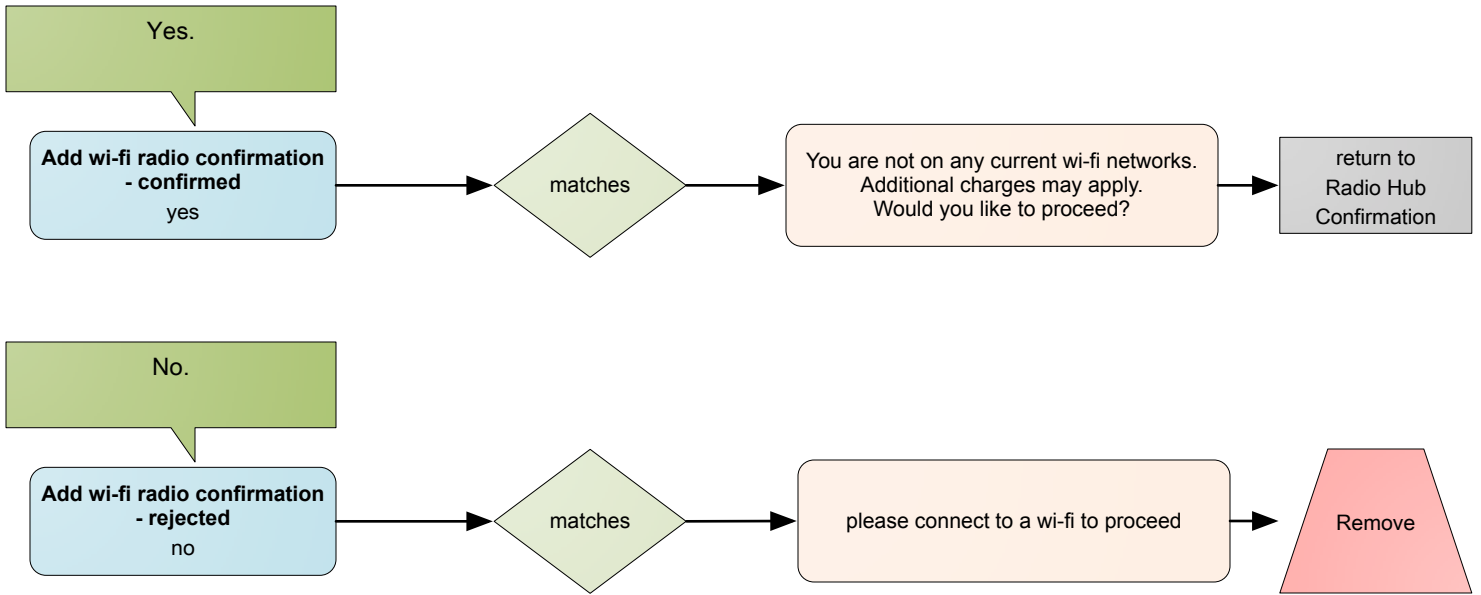 Yes.
Add wi-fi radio confirmation
- confirmed
yes
matches
You are not on any current wi-fi networks.
Additional charges may apply.
Would you like to proceed?
return to
Radio Hub
Confirmation
No.
Add wi-fi radio confirmation
- rejected
no
matches
please connect to a wi-fi to proceed
Remove